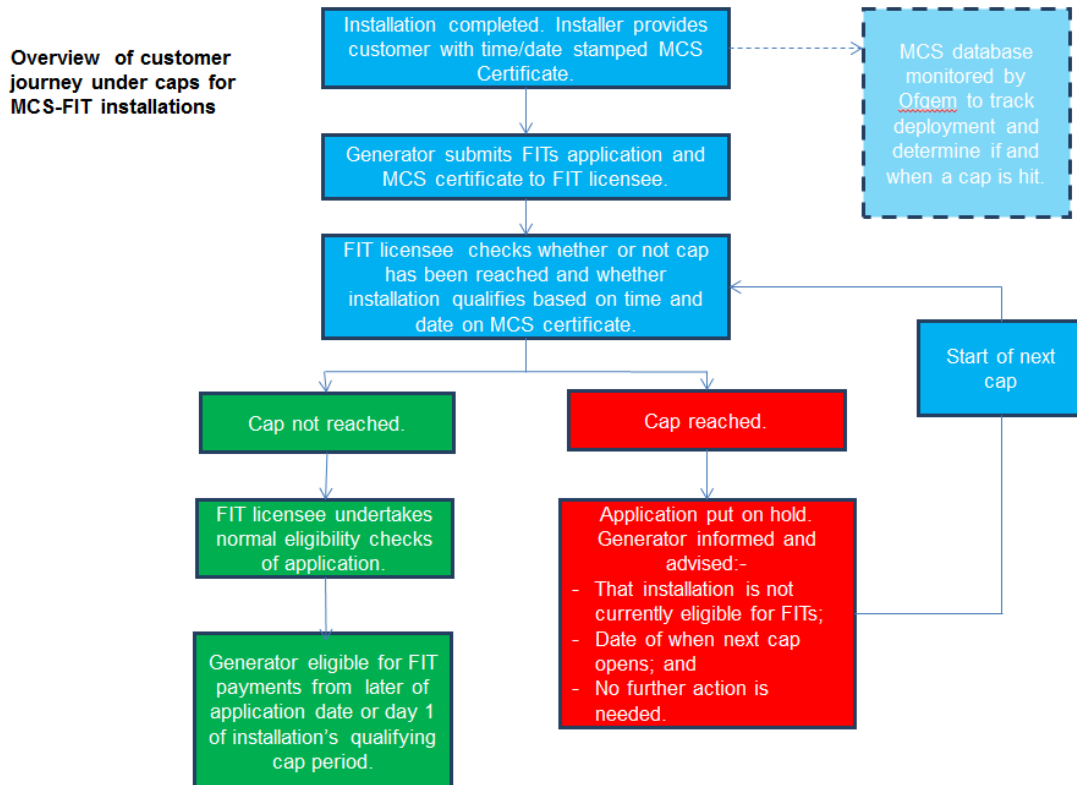 Overview of customer
journey under caps for
MCS-FIT installations
Installation completed. Installer provides
customer with time/date stamped MCS
Certificate.
MCS database
monitored by
Ofgem to track
deployment and
determine if and
when a cap is hit.
Generator submits FITs application and
MCS certificate to FIT licensee.
FIT licensee checks whether or not cap
has been reached and whether
installation qualifies based on time and
date on MCS certificate.
Start of next
cap
Cap not reached.
Cap reached.
FIT licensee undertakes
normal eligibility checks
of application.
Application put on hold.
Generator informed and
advised:-
- That installation is not
currently eligible for FITs;
- Date of when next cap
opens; and
- No further action is
needed.
Generator eligible for FIT
payments from later of
application date or day 1
of installation’s qualifying
cap period.